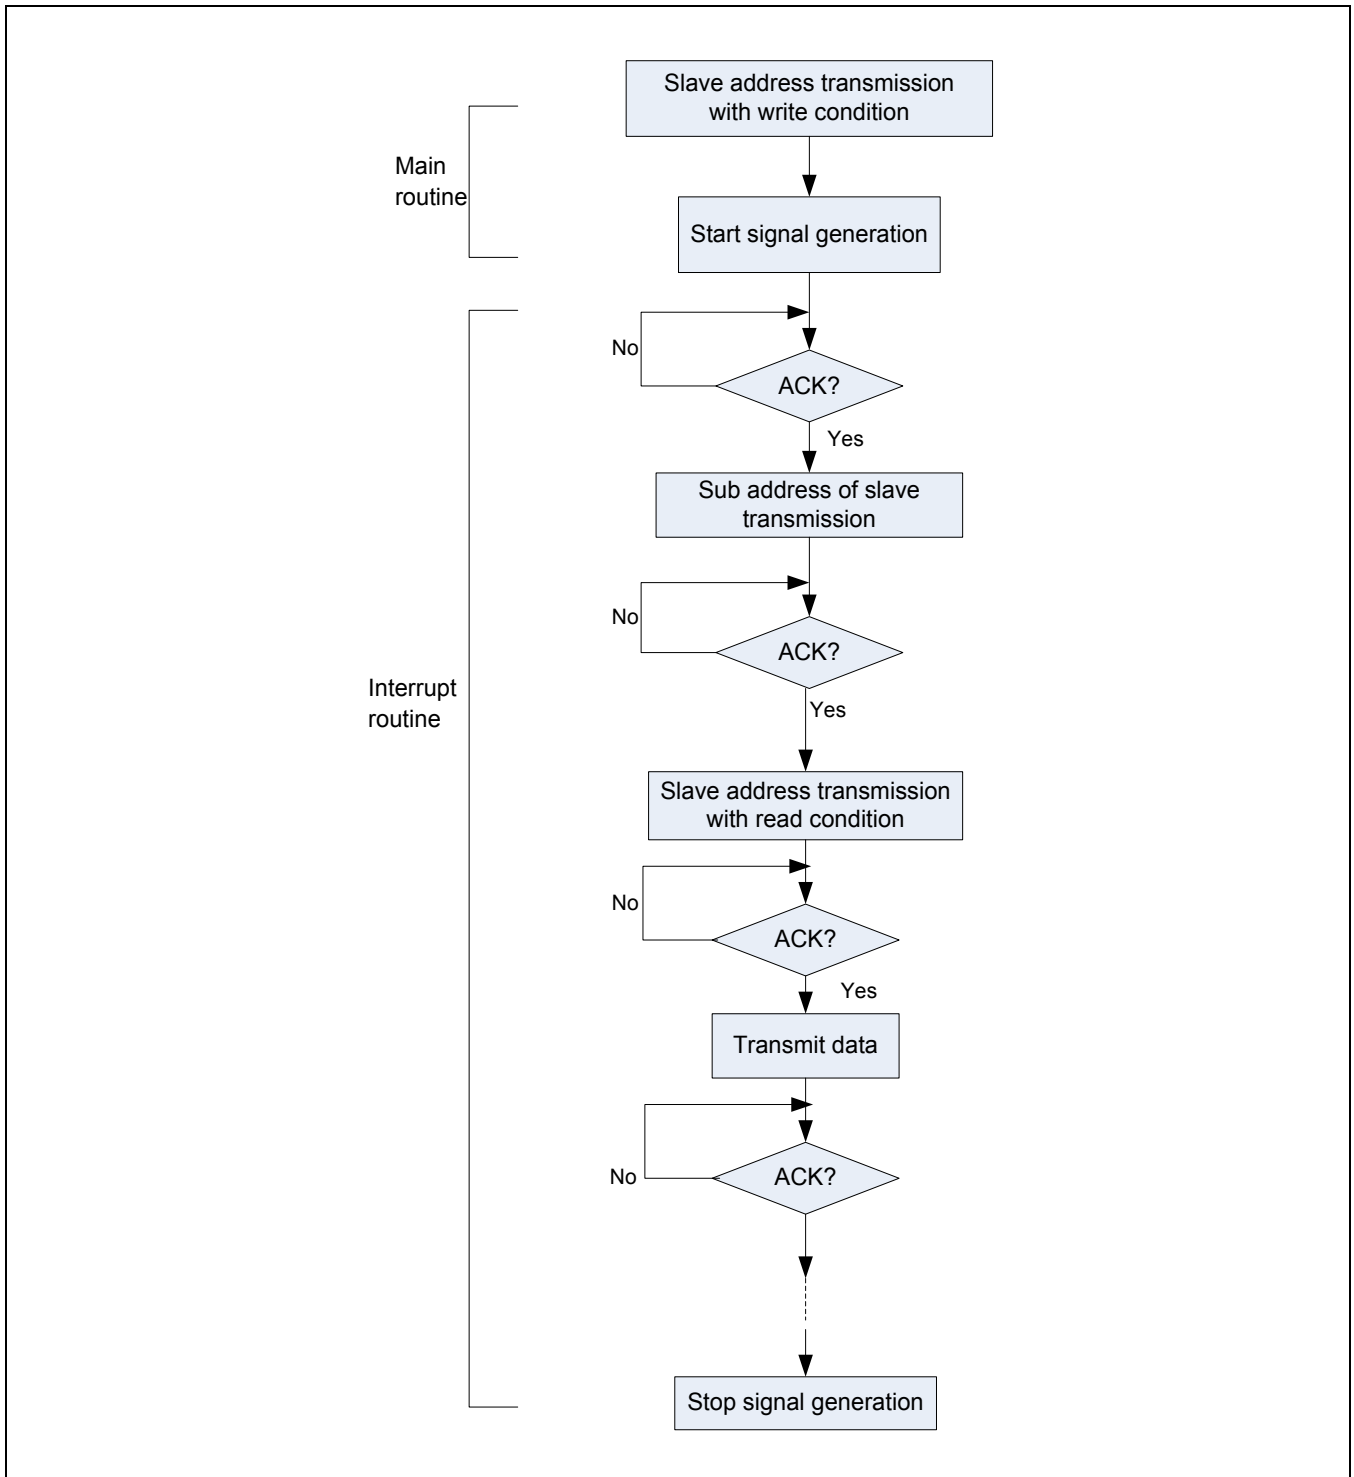 Slave address transmission
with write condition
Main
routine
Start signal generation
No
ACK?
Yes
Sub address of slave
transmission
No
ACK?
Interrupt
routine
Yes
Slave address transmission
with read condition
No
ACK?
Yes
Transmit data
No
ACK?
Stop signal generation